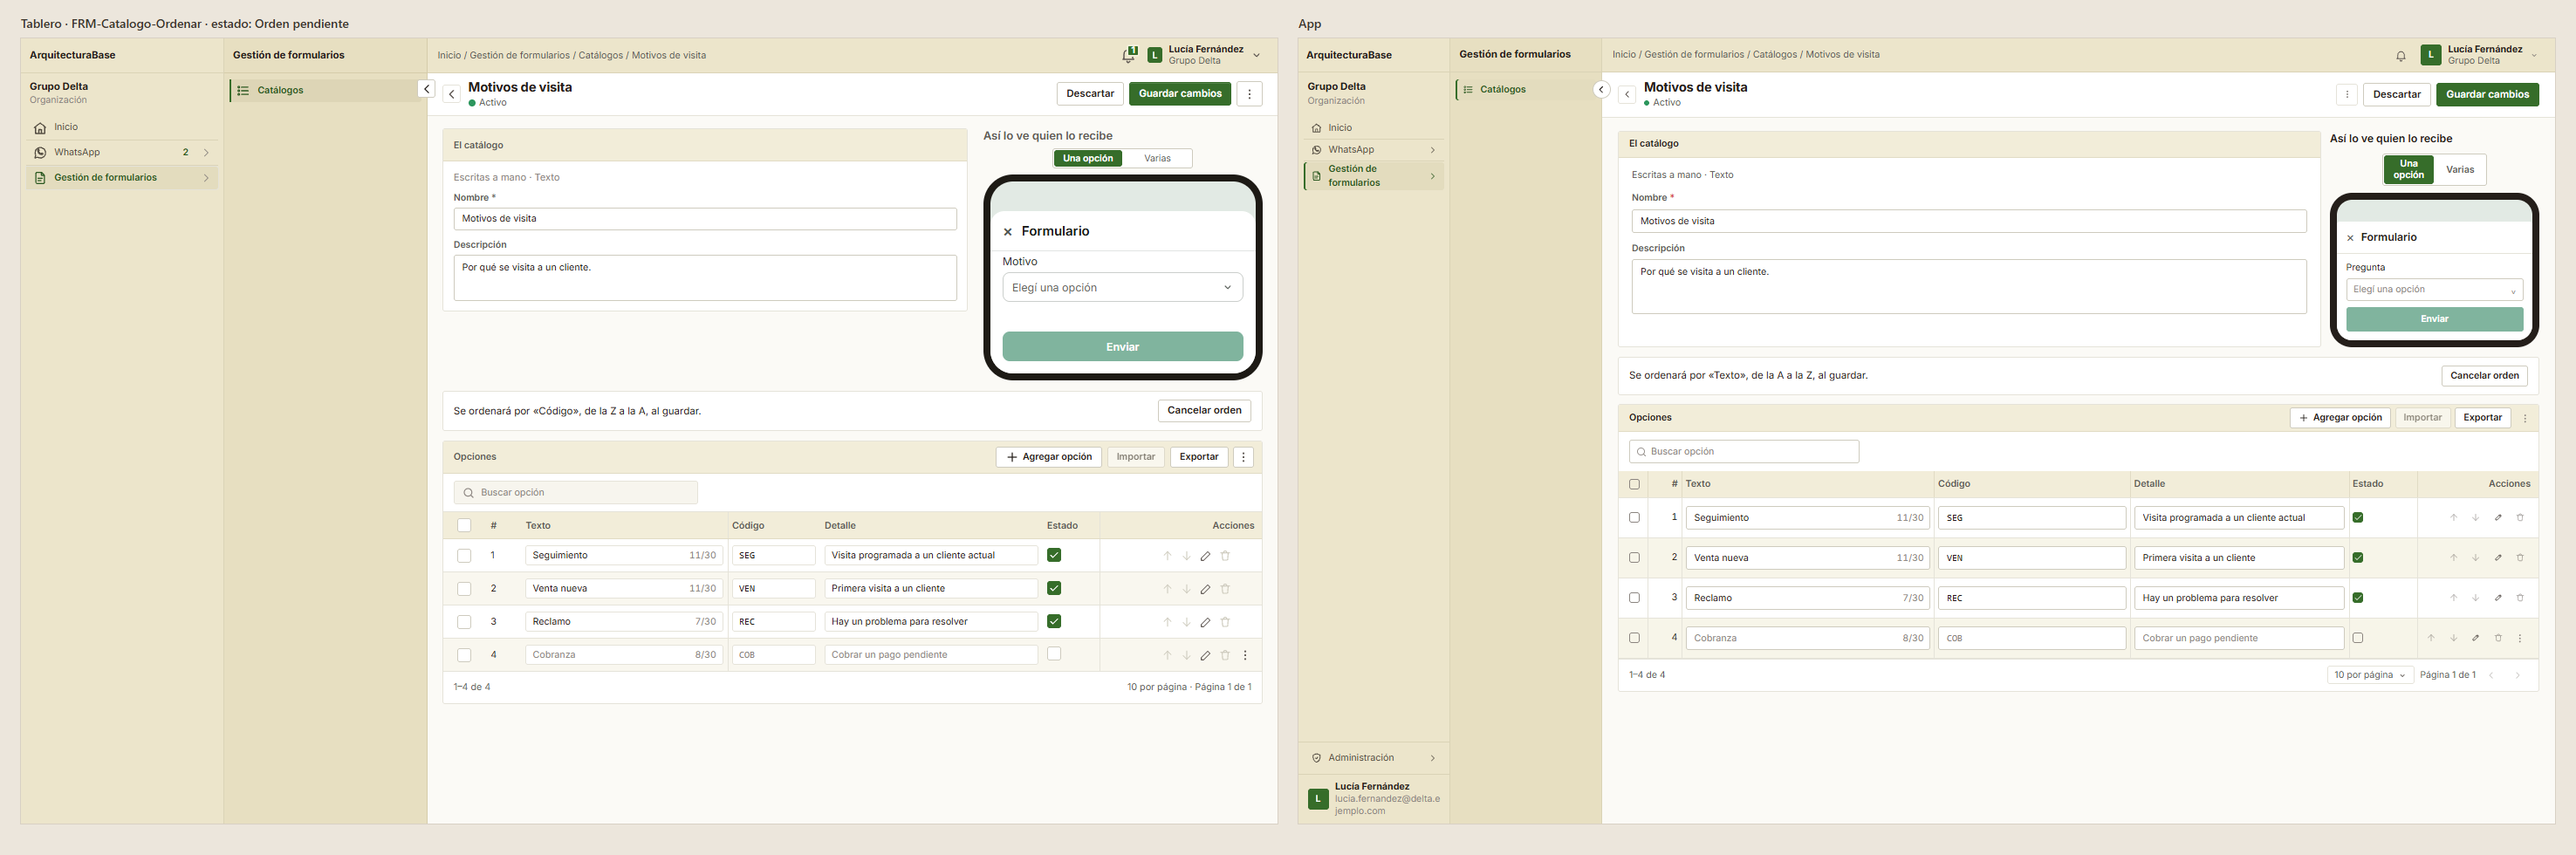 Tablero · FRM-Catalogo-Ordenar · estado: Orden pendiente
ArquitecturaBase
Gestión de formularios
Inicio / Gestión de formularios / Catálogos / Motivos de visita
1
L
Lucía Fernández
Grupo Delta
Grupo Delta
Organización
Inicio
WhatsApp 2
Gestión de formularios
Catálogos
Motivos de visita
Activo
Descartar
Guardar cambios
El catálogo
Escritas a mano · Texto
Nombre *
Motivos de visita
Descripción
Por qué se visita a un cliente.
Así lo ve quien lo recibe
Una opción
Varias
Formulario
Motivo
Elegí una opción
Enviar
Se ordenará por «Código», de la Z a la A, al guardar.
Cancelar orden
Opciones
Agregar opción
Importar
Exportar
Buscar opción
# Texto Código Detalle Estado Acciones
1 Seguimiento 11/30 SEG Visita programada a un cliente actual
2 Venta nueva 11/30 VEN Primera visita a un cliente
3 Reclamo 7/30 REC Hay un problema para resolver
4 Cobranza 8/30 COB Cobrar un pago pendiente
1–4 de 4
10 por página · Página 1 de 1
App
ArquitecturaBase
Gestión de formularios
Inicio / Gestión de formularios / Catálogos / Motivos de visita
L
Lucía Fernández
Grupo Delta
Grupo Delta
Organización
Inicio
WhatsApp
Gestión de
formularios
Catálogos
Motivos de visita
Activo
Descartar
Guardar cambios
El catálogo
Escritas a mano · Texto
Nombre *
Motivos de visita
Descripción
Por qué se visita a un cliente.
Así lo ve quien lo recibe
Una
opción
Varias
Formulario
Pregunta
Elegí una opción
Enviar
Se ordenará por «Texto», de la A a la Z, al guardar.
Cancelar orden
Opciones
Agregar opción
Importar
Exportar
Buscar opción
# Texto Código Detalle Estado Acciones
1 Seguimiento 11/30 SEG Visita programada a un cliente actual
2 Venta nueva 11/30 VEN Primera visita a un cliente
3 Reclamo 7/30 REC Hay un problema para resolver
4 Cobranza 8/30 COB Cobrar un pago pendiente
1–4 de 4
10 por página
Página 1 de 1
Administración
L
Lucía Fernández
lucia.fernandez@delta.e
jemplo.com